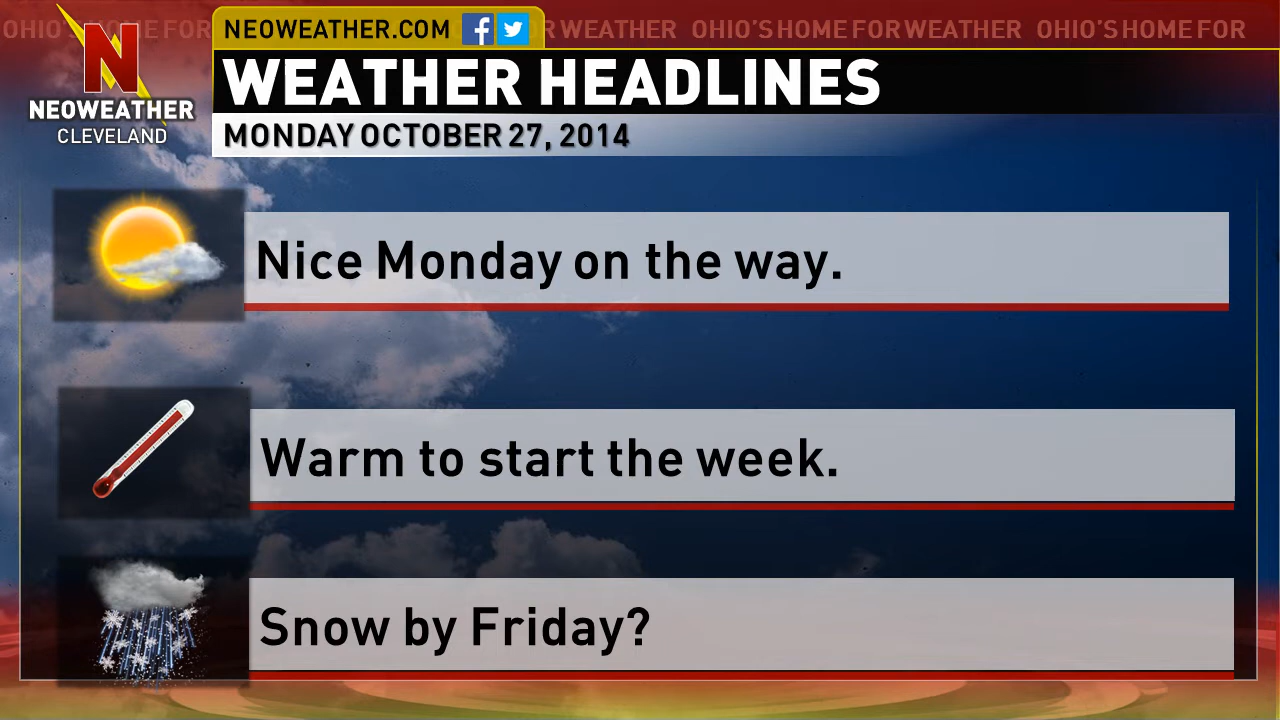 OHIO'S HOME FOR WEATHER OHIO'S HOME FOR WEATHER OHIO'S HOME FOR
NEOWEATHER.COM
N
NEOWEATHER
CLEVELAND
WEATHER HEADLINES
MONDAY OCTOBER 27, 2014
Nice Monday on the way.
Warm to start the week.
Snow by Friday?